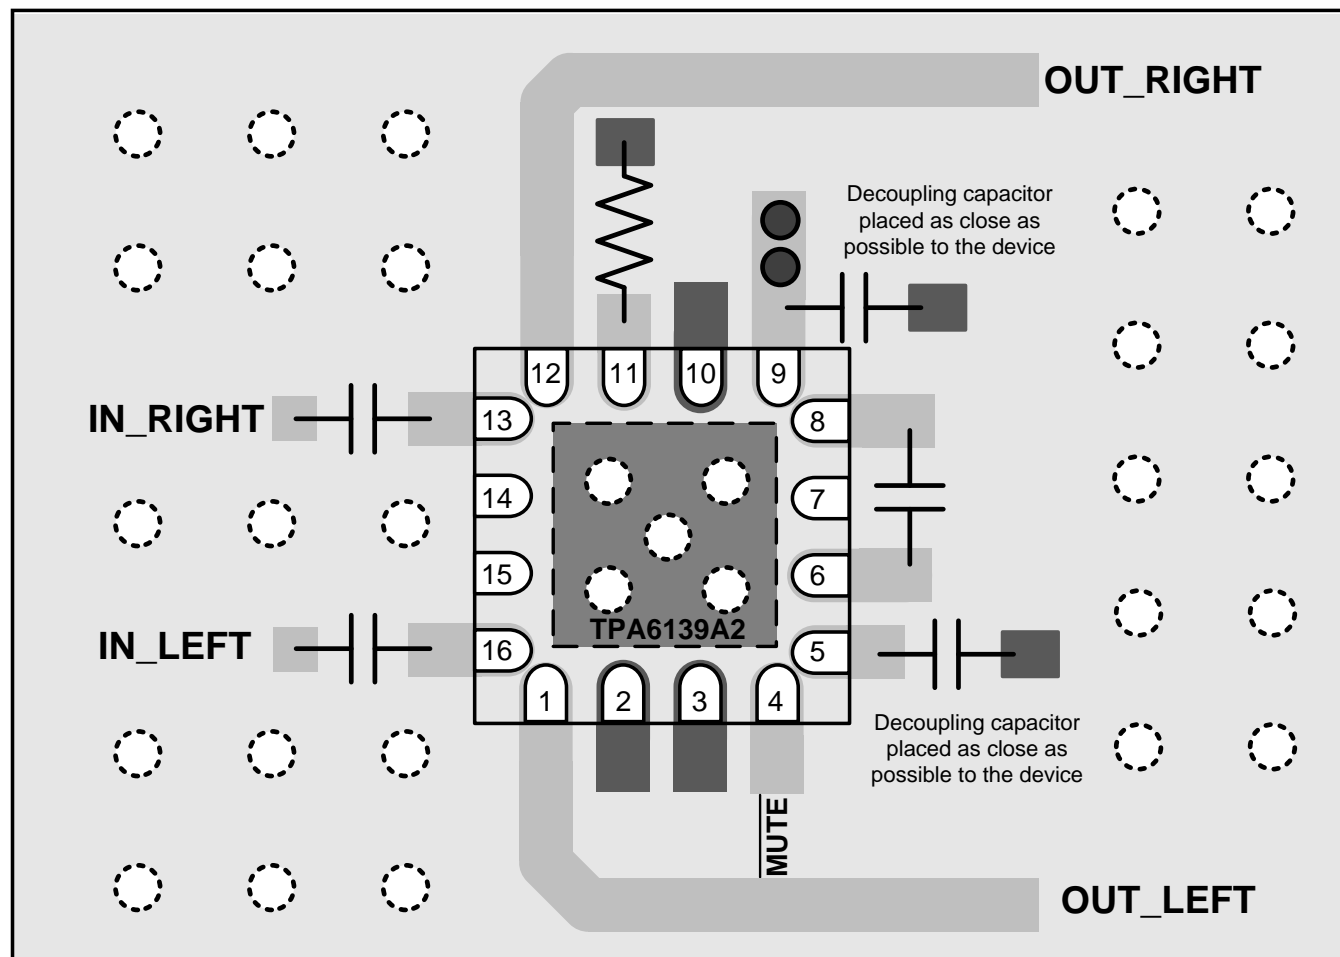 OUT_RIGHT
Decoupling capacitor
placed as close as
possible to the device
12 11 10 9
IN_RIGHT
13 8
14 7
15 6
IN_LEFT
16 5
TPA6139A2
1 2 3 4
Decoupling capacitor
placed as close as
possible to the device
MUTE
OUT_LEFT